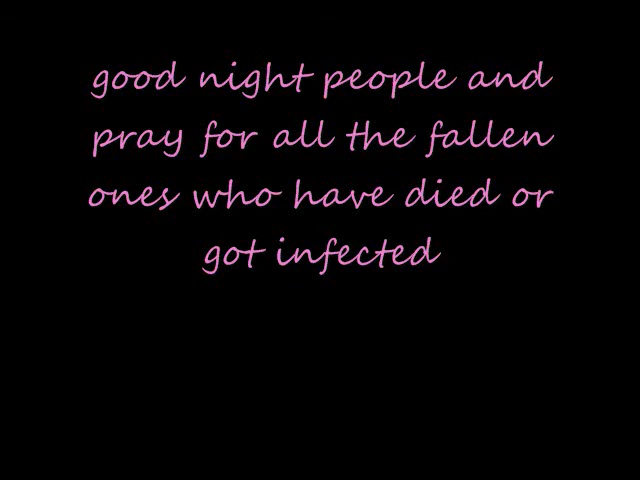 good night people and
pray for all the fallen
ones who have died or
got infected